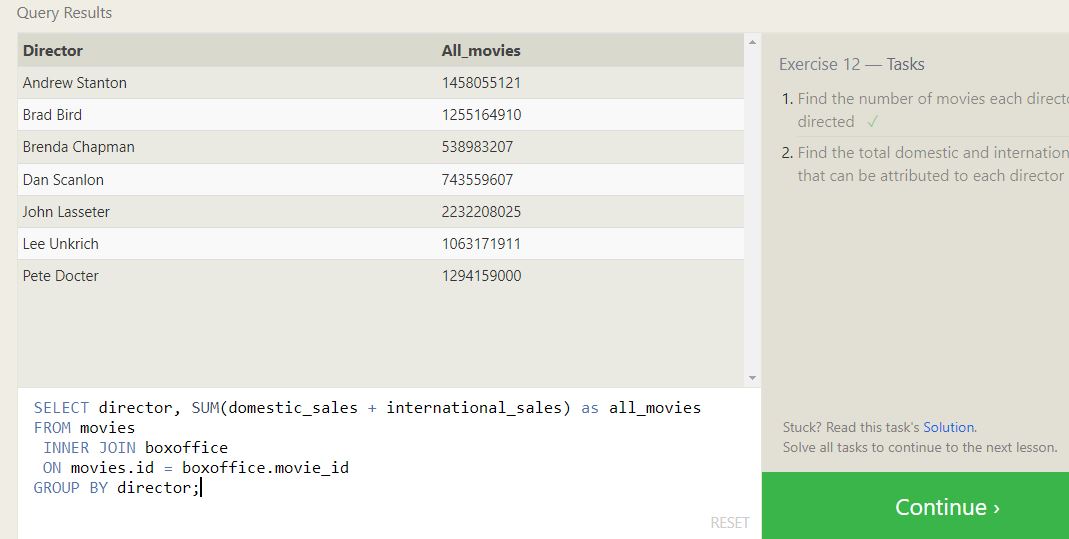 Query Results
Director All_movies
Andrew Stanton 1458055121
Brad Bird 1255164910
Brenda Chapman 538983207
Dan Scanlon 743559607
John Lasseter 2232208025
Lee Unkrich 1063171911
Pete Docter 1294159000
SELECT director, SUM(domestic_sales + international_sales) as all_movies
FROM movies
INNER JOIN boxoffice
ON movies.id = boxoffice.movie_id
GROUP BY director;
RESET
Exercise 12 — Tasks
1. Find the number of movies each directo
directed ✓
2. Find the total domestic and internation
that can be attributed to each director
Stuck? Read this task's Solution.
Solve all tasks to continue to the next lesson.
Continue ›